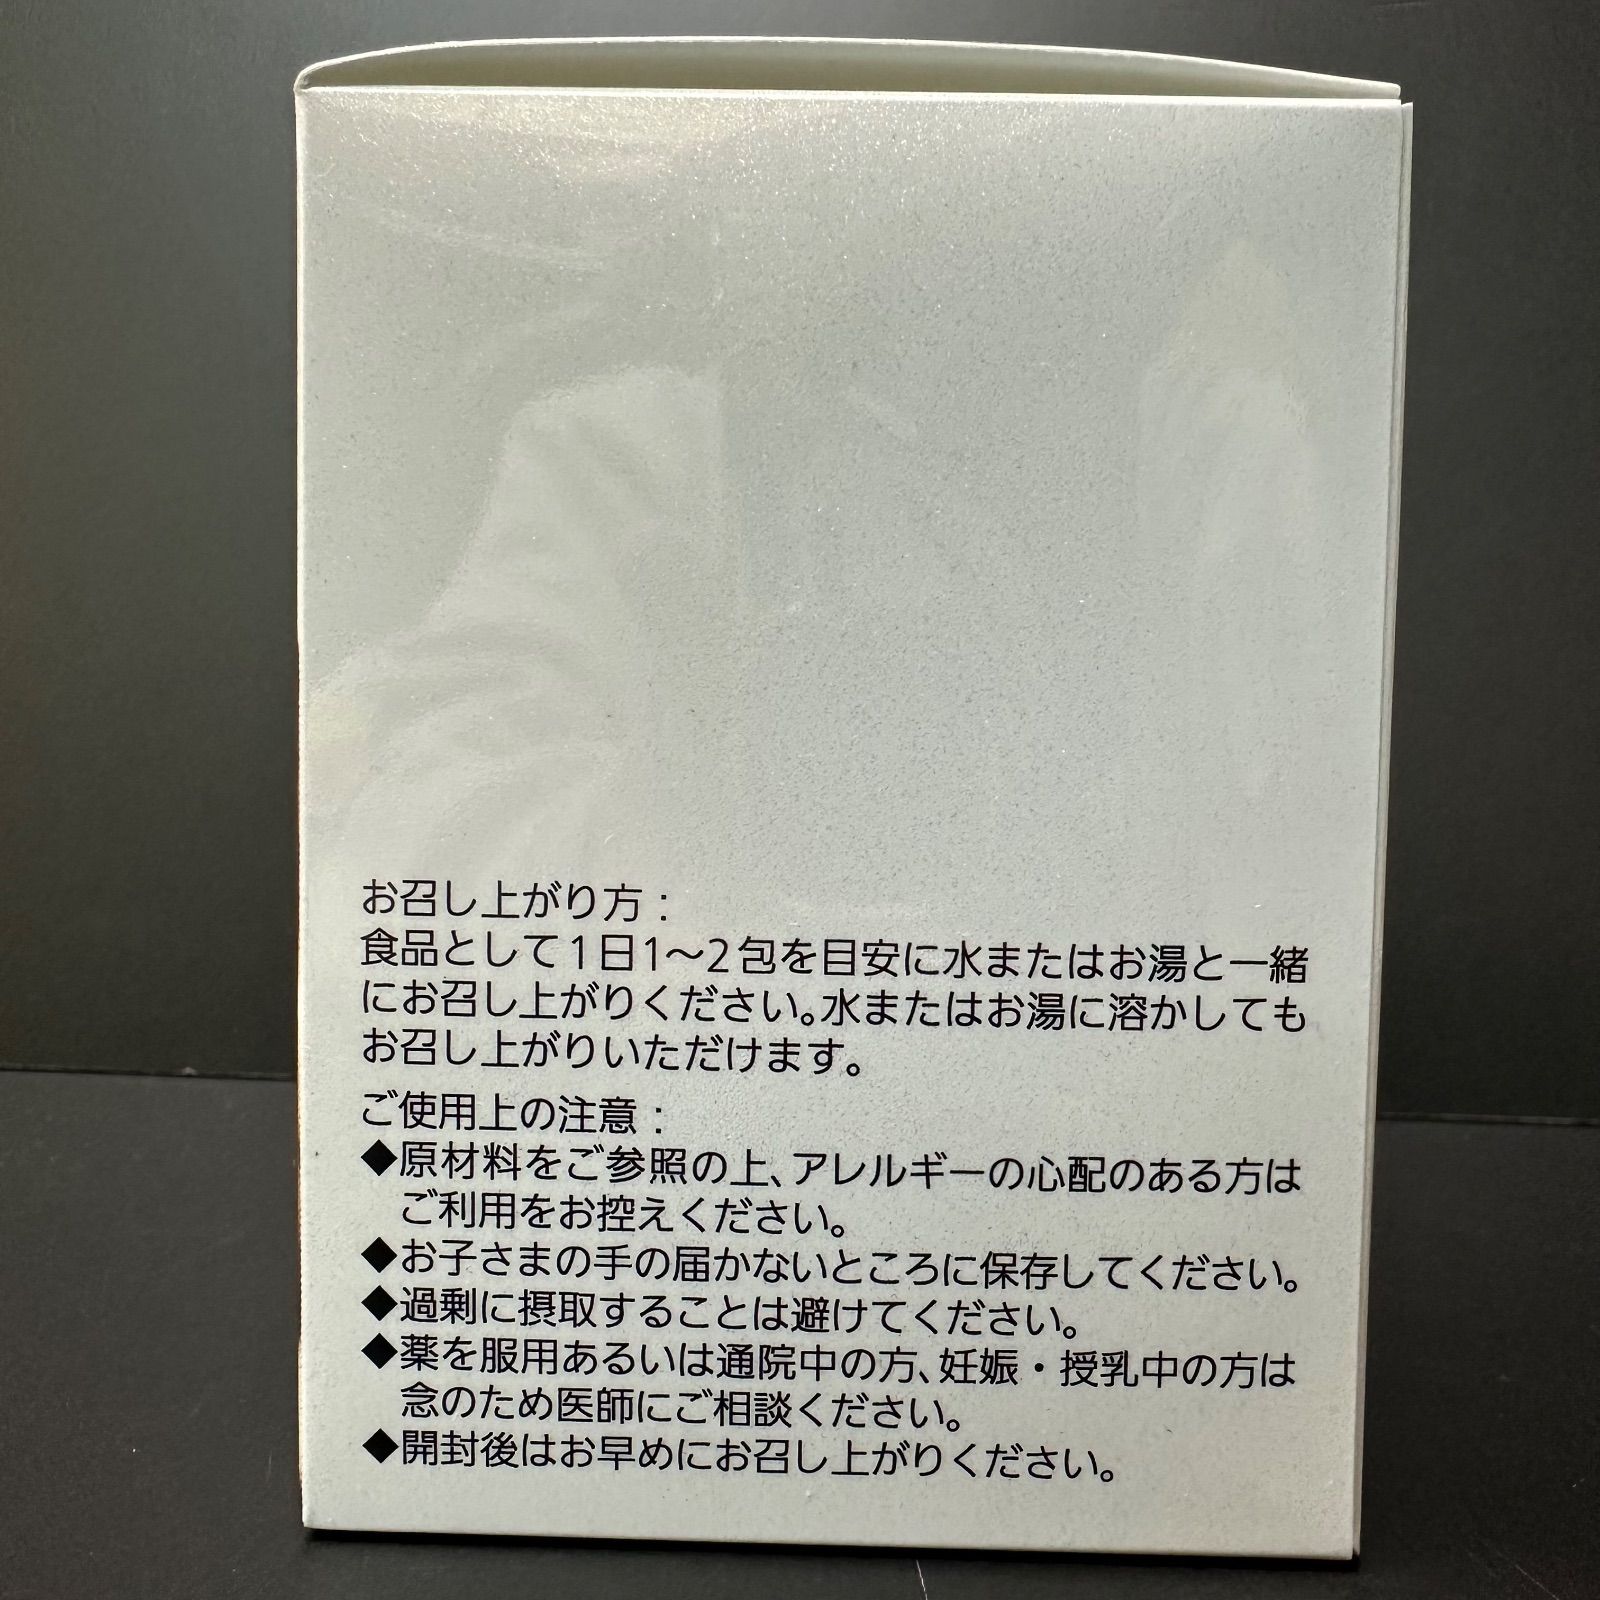 お召し上がり方：
食品として1日1～2包を目安に水またはお湯と一緒
にお召し上がりください。水またはお湯に溶かしても
お召し上がりいただけます。
ご使用上の注意：
◆原材料をご参照の上、アレルギーの心配のある方は
ご利用をお控えください。
◆お子さまの手の届かないところに保存してください。
◆過剰に摂取することは避けてください。
◆薬を服用あるいは通院中の方、妊娠・授乳中の方は
念のため医師にご相談ください。
◆開封後はお早めにお召し上がりください。